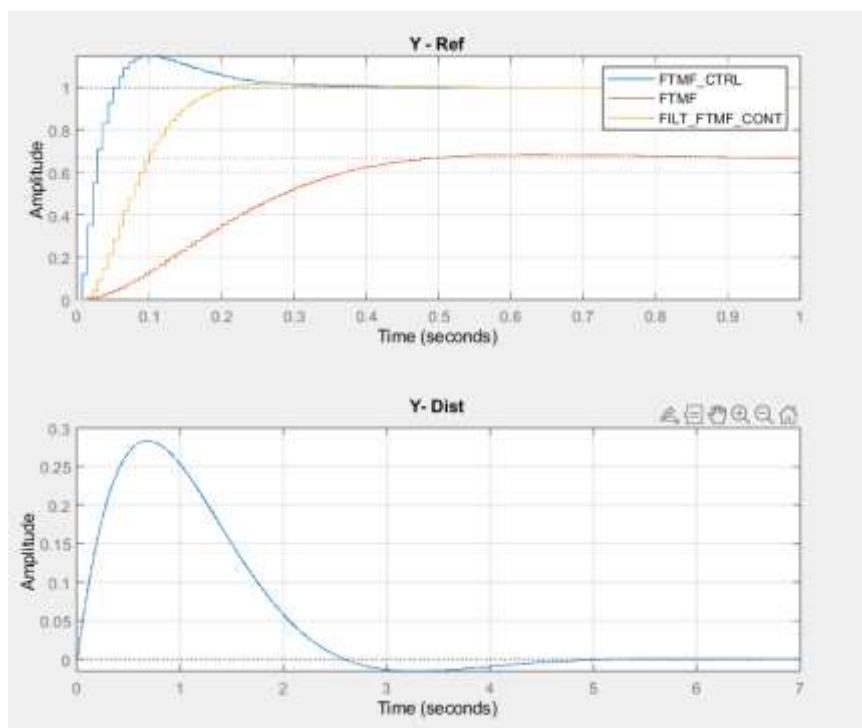 Y - Ref
FTMF_CTRL
FTMF
FILT_FTMF_CONT
1
0.8
0.6
0.4
0.2
0
Amplitude
0 0.1 0.2 0.3 0.4 0.5 0.6 0.7 0.8 0.9 1
Time (seconds)
Y- Dist
0.3
0.25
0.2
0.15
0.1
0.05
0
Amplitude
0 1 2 3 4 5 6 7
Time (seconds)